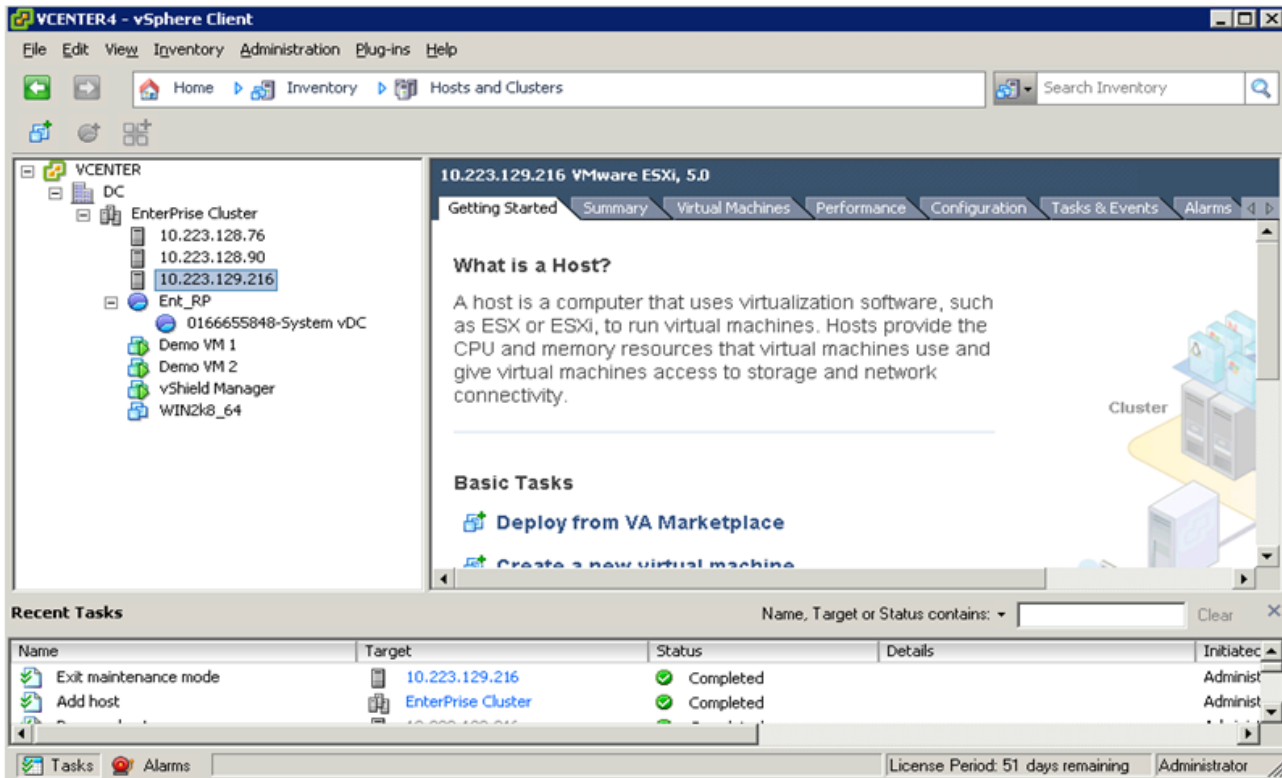 VCENTER4 - vSphere Client
File Edit View Inventory Administration Plug-ins Help
Home Inventory Hosts and Clusters
Search Inventory
VCENTER
DC
EnterPrise Cluster
10.223.128.76
10.223.128.90
10.223.129.216
Ent_RP
0166655848-System vDC
Demo VM 1
Demo VM 2
vShield Manager
WIN2k8_64
10.223.129.216 VMware ESXi, 5.0
Getting Started Summary Virtual Machines Performance Configuration Tasks & Events Alarms
What is a Host?
A host is a computer that uses virtualization software, such
as ESX or ESXi, to run virtual machines. Hosts provide the
CPU and memory resources that virtual machines use and
give virtual machines access to storage and network
connectivity.
Cluster
Basic Tasks
Deploy from VA Marketplace
Create a new virtual machine
Recent Tasks
Name, Target or Status contains:
Clear
Name Target Status Details Initiated
Exit maintenance mode 10.223.129.216 Completed Administ
Add host EnterPrise Cluster Completed Administ
Tasks Alarms License Period: 51 days remaining Administrator